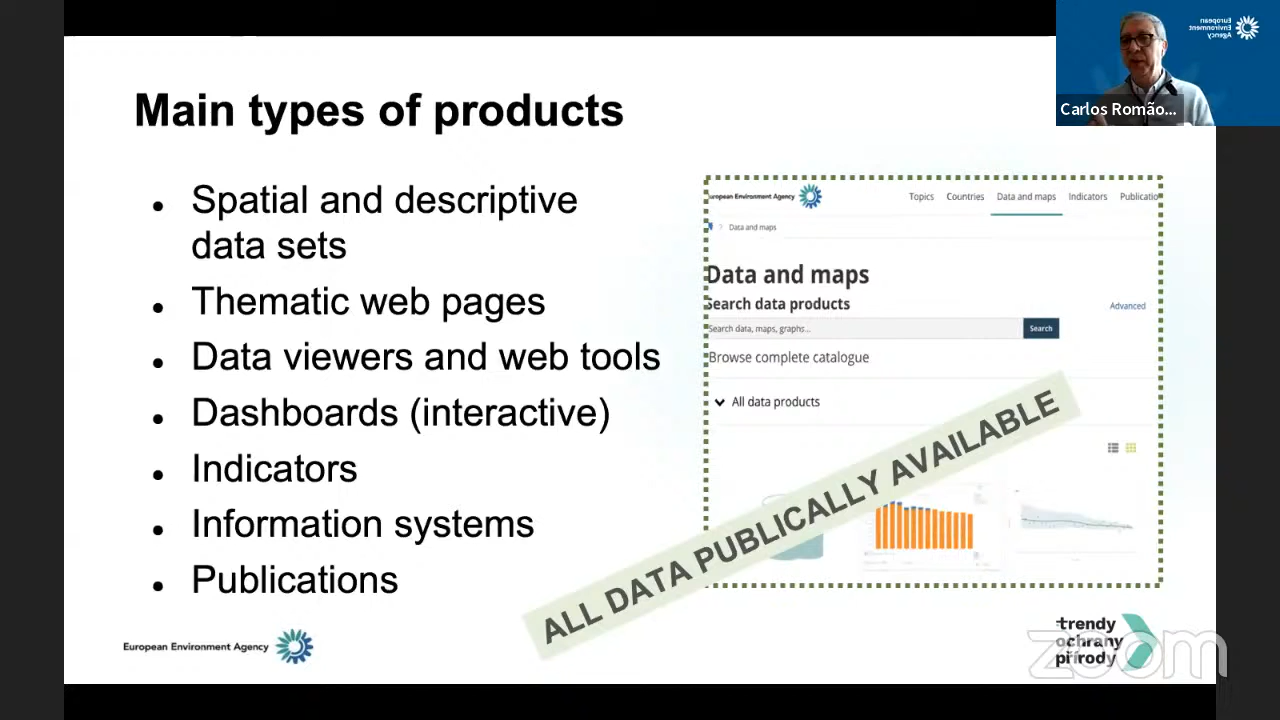 Main types of products
• Spatial and descriptive
data sets
• Thematic web pages
• Data viewers and web tools
• Dashboards (interactive)
• Indicators
• Information systems
• Publications
European Environment Agency
European Environment Agency
Topics Countries Data and maps Indicators Publicatio
Data and maps
Data and maps
Search data products
Advanced
Search data, maps, graphs...
Search
Browse complete catalogue
All data products
ALL DATA PUBLICALLY AVAILABLE
European
Environment
Agency
Carlos Romão...
trendy
ochrany
přírody
zoom